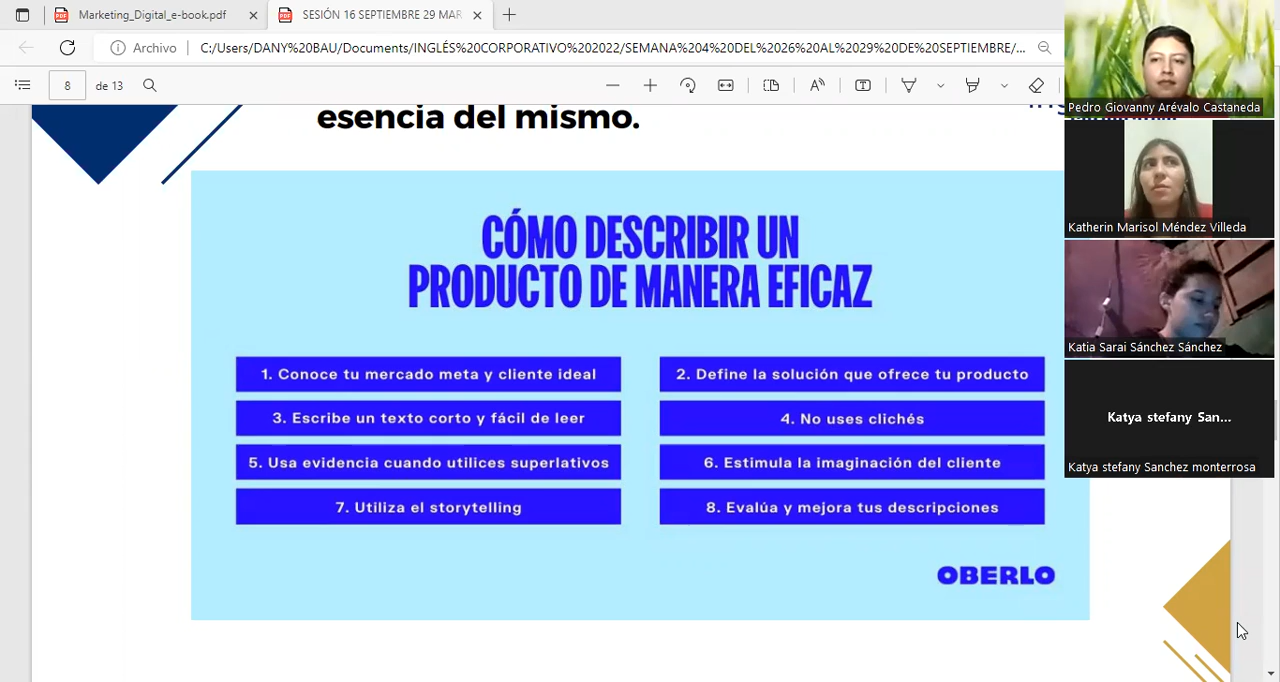 Marketing_Digital_e-book.pdf
SESIÓN 16 SEPTIEMBRE 29 MAR
Archivo
C:/Users/DANY%20BAU/Documents/INGLÉS%20CORPORATIVO%202022/SEMANA%204%20DEL%2026%20AL%2029%20DE%20SEPTIEMBRE/...
8 de 13
esencia del mismo.
CÓMO DESCRIBIR UN
PRODUCTO DE MANERA EFICAZ
1. Conoce tu mercado meta y cliente ideal
2. Define la solución que ofrece tu producto
3. Escribe un texto corto y fácil de leer
4. No uses clichés
5. Usa evidencia cuando utilices superlativos
6. Estimula la imaginación del cliente
7. Utiliza el storytelling
8. Evalúa y mejora tus descripciones
OBERLO
Pedro Giovanny Arévalo Castaneda
Katherin Marisol Méndez Villeda
Katia Sarai Sánchez Sánchez
Katya stefany San...
Katya stefany Sanchez monterrosa